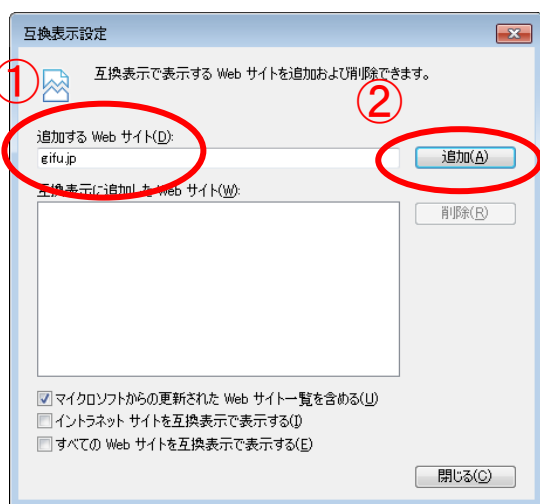 互換表示設定
①
互換表示で表示する Web サイトを追加および削除できます。
②
追加する Web サイト(D):
gifu.jp
追加(A)
互換表示に追加した Web サイト(W):
削除(R)
マイクロソフトからの更新された Web サイト一覧を含める(U)
イントラネット サイトを互換表示で表示する(I)
すべての Web サイトを互換表示で表示する(E)
閉じる(C)